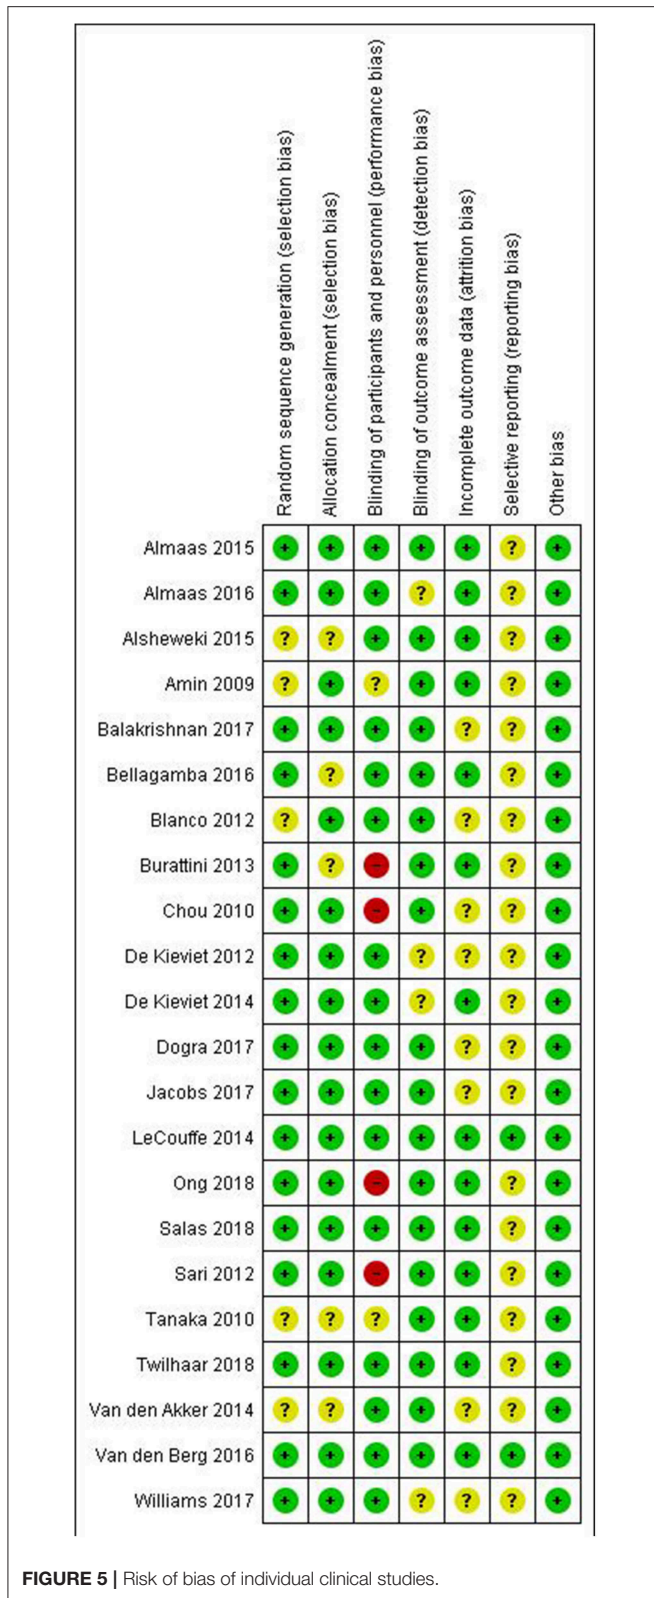 Random sequence generation (selection bias)
Allocation concealment (selection bias)
Blinding of participants and personnel (performance bias)
Blinding of outcome assessment (detection bias)
Incomplete outcome data (attrition bias)
Selective reporting (reporting bias)
Other bias
Almaas 2015 + + + + + ? +
Almaas 2016 + + + ? + ? +
Alsheweki 2015 ? ? + + + ? +
Amin 2009 ? + ? + + ? +
Balakrishnan 2017 + + + + ? ? +
Bellagamba 2016 + ? + + + ? +
Blanco 2012 ? + + + ? ? +
Burattini 2013 + ? - + + ? +
Chou 2010 + + - + ? ? +
De Kieviet 2012 + + + ? ? ? +
De Kieviet 2014 + + + ? + ? +
Dogra 2017 + + + + ? ? +
Jacobs 2017 + + + + ? ? +
LeCouffe 2014 + + + + + + +
Ong 2018 + + - + + ? +
Salas 2018 + + + + + ? +
Sari 2012 + + - + + ? +
Tanaka 2010 ? ? ? + + ? +
Twilhaar 2018 + + + + + ? +
Van den Akker 2014 ? ? + + ? ? +
Van den Berg 2016 + + + + + + +
Williams 2017 + + + ? ? ? +
FIGURE 5 | Risk of bias of individual clinical studies.